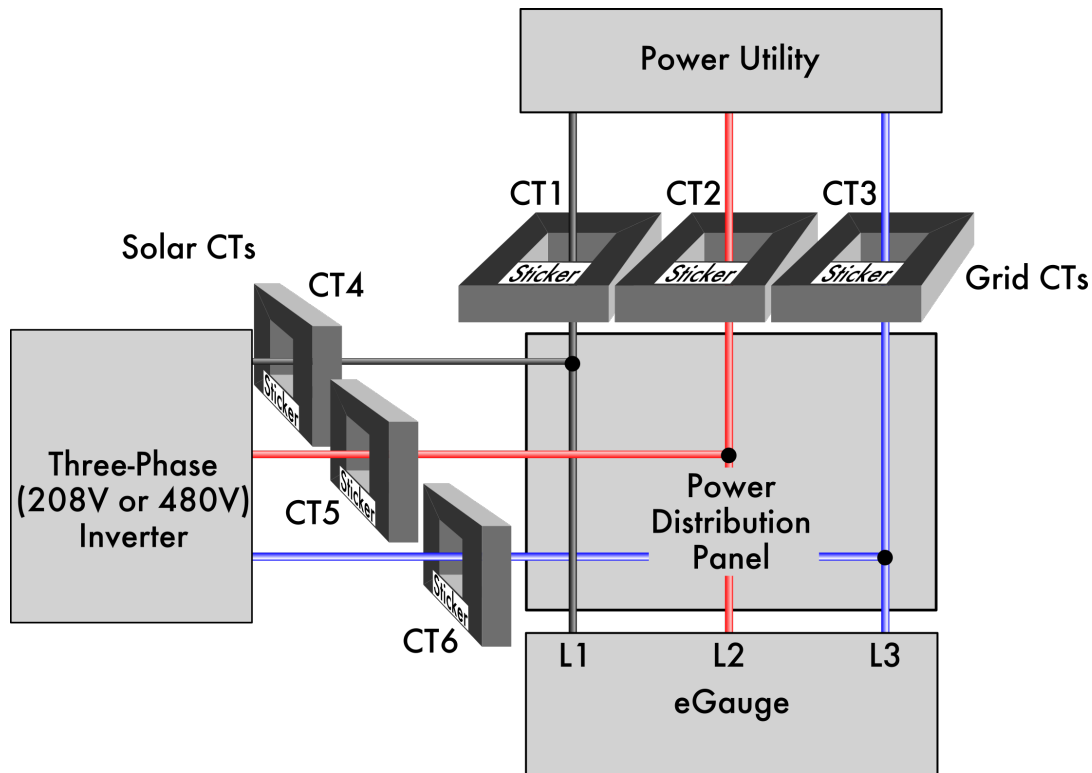 Power Utility
CT1
CT2
CT3
Solar CTs
Sticker
Sticker
Sticker
Grid CTs
CT4
Sticker
Three-Phase
(208V or 480V)
Inverter
CT5
Sticker
Power
Distribution
Panel
CT6
Sticker
L1
L2
L3
eGauge